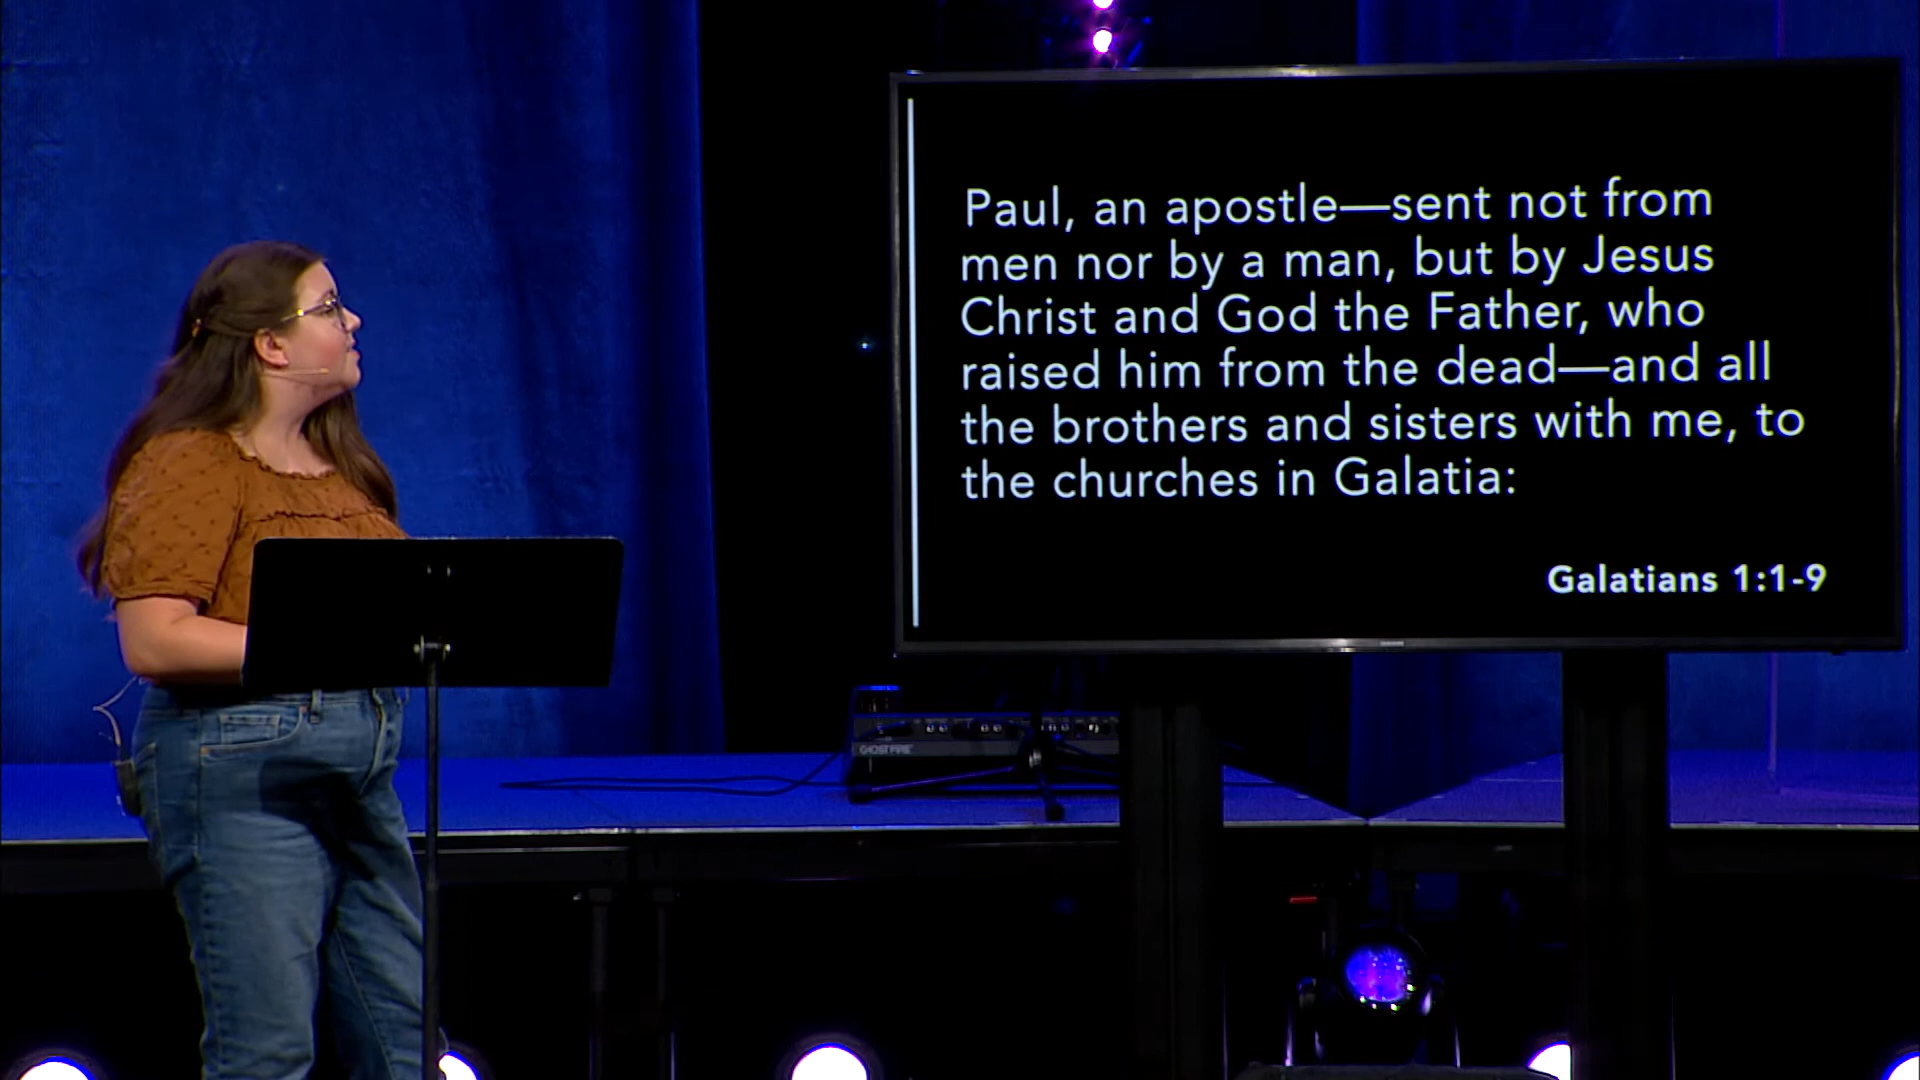 Paul, an apostle—sent not from
men nor by a man, but by Jesus
Christ and God the Father, who
raised him from the dead—and all
the brothers and sisters with me, to
the churches in Galatia:
Galatians 1:1-9
GHOSTFIRE